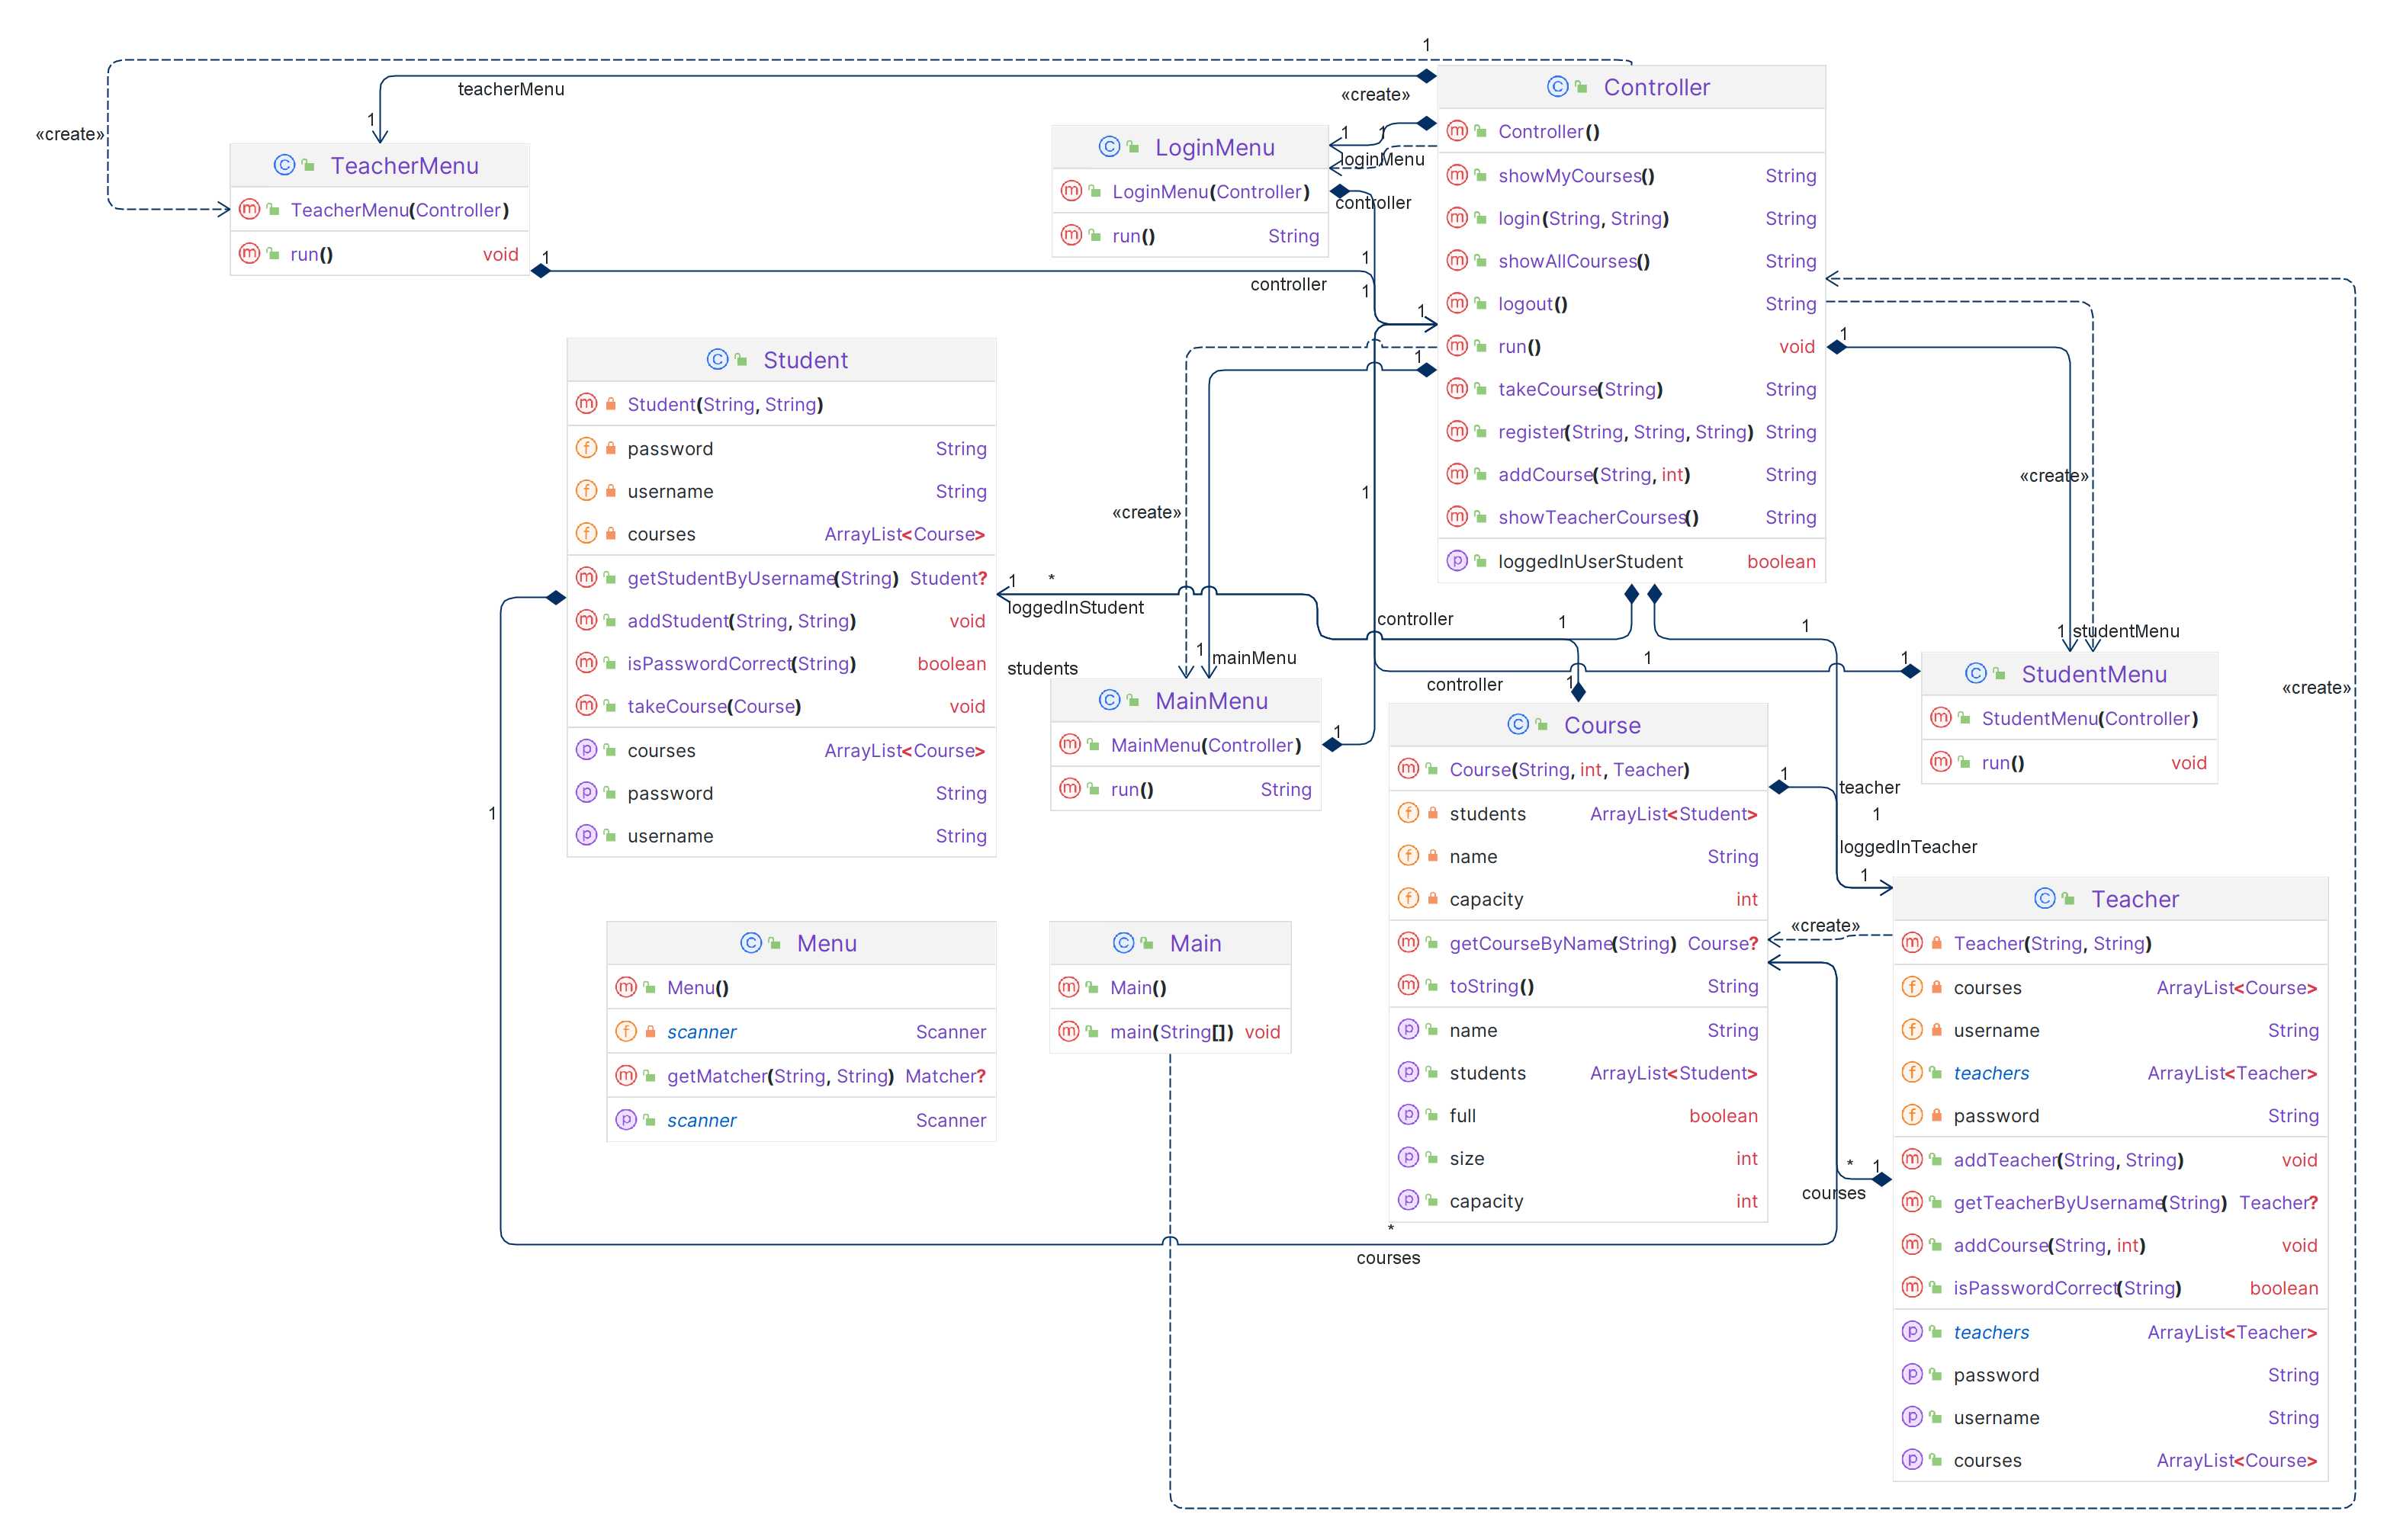 1
teacherMenu
«create»
1
«create»
TeacherMenu
TeacherMenu(Controller)
run() void
1
controller
1
1
LoginMenu
LoginMenu(Controller)
run() String
1
1
loginMenu
controller
Controller
Controller()
showMyCourses() String
login(String, String) String
showAllCourses() String
logout() String
run() void
takeCourse(String) String
register(String, String, String) String
addCourse(String, int) String
showTeacherCourses() String
loggedInUserStudent boolean
1
1
1
1
«create»
«create»
Student
Student(String, String)
password String
username String
courses ArrayList<Course>
getStudentByUsername(String) Student?
addStudent(String, String) void
isPasswordCorrect(String) boolean
takeCourse(Course) void
courses ArrayList<Course>
password String
username String
1 *
loggedInStudent
students
1
mainMenu
controller
1
1
1
controller
1
1
1 studentMenu
«create»
MainMenu
MainMenu(Controller)
run() String
1
StudentMenu
StudentMenu(Controller)
run() void
Course
Course(String, int, Teacher)
students ArrayList<Student>
name String
capacity int
getCourseByName(String) Course?
toString() String
name String
students ArrayList<Student>
full boolean
size int
capacity int
1
teacher
1
loggedInTeacher
1
«create»
1
Menu
Menu()
scanner Scanner
getMatcher(String, String) Matcher?
scanner Scanner
Main
Main()
main(String[]) void
Teacher
Teacher(String, String)
courses ArrayList<Course>
username String
teachers ArrayList<Teacher>
password String
addTeacher(String, String) void
getTeacherByUsername(String) Teacher?
addCourse(String, int) void
isPasswordCorrect(String) boolean
teachers ArrayList<Teacher>
password String
username String
courses ArrayList<Course>
* 1
courses
*
courses